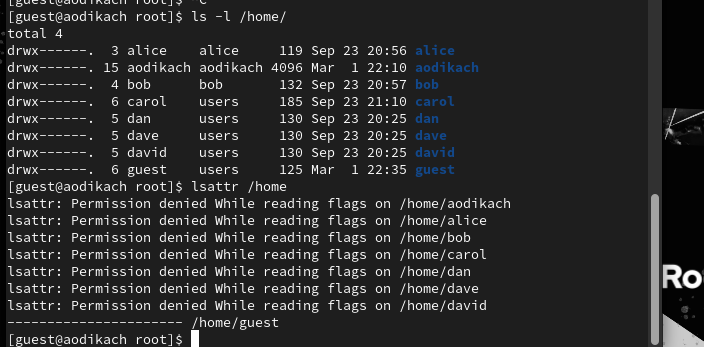 [guest@aodikach root]$ ^C
[guest@aodikach root]$ ls -l /home/
total 4
drwx------. 3 alice alice 119 Sep 23 20:56 alice
drwx------. 15 aodikach aodikach 4096 Mar 1 22:10 aodikach
drwx------. 4 bob bob 132 Sep 23 20:57 bob
drwx------. 6 carol users 185 Sep 23 21:10 carol
drwx------. 5 dan users 130 Sep 23 20:25 dan
drwx------. 5 dave users 130 Sep 23 20:25 dave
drwx------. 5 david users 130 Sep 23 20:25 david
drwx------. 6 guest users 125 Mar 1 22:35 guest
[guest@aodikach root]$ lsattr /home
lsattr: Permission denied While reading flags on /home/aodikach
lsattr: Permission denied While reading flags on /home/alice
lsattr: Permission denied While reading flags on /home/bob
lsattr: Permission denied While reading flags on /home/carol
lsattr: Permission denied While reading flags on /home/dan
lsattr: Permission denied While reading flags on /home/dave
lsattr: Permission denied While reading flags on /home/david
---------------------- /home/guest
[guest@aodikach root]$
Ro